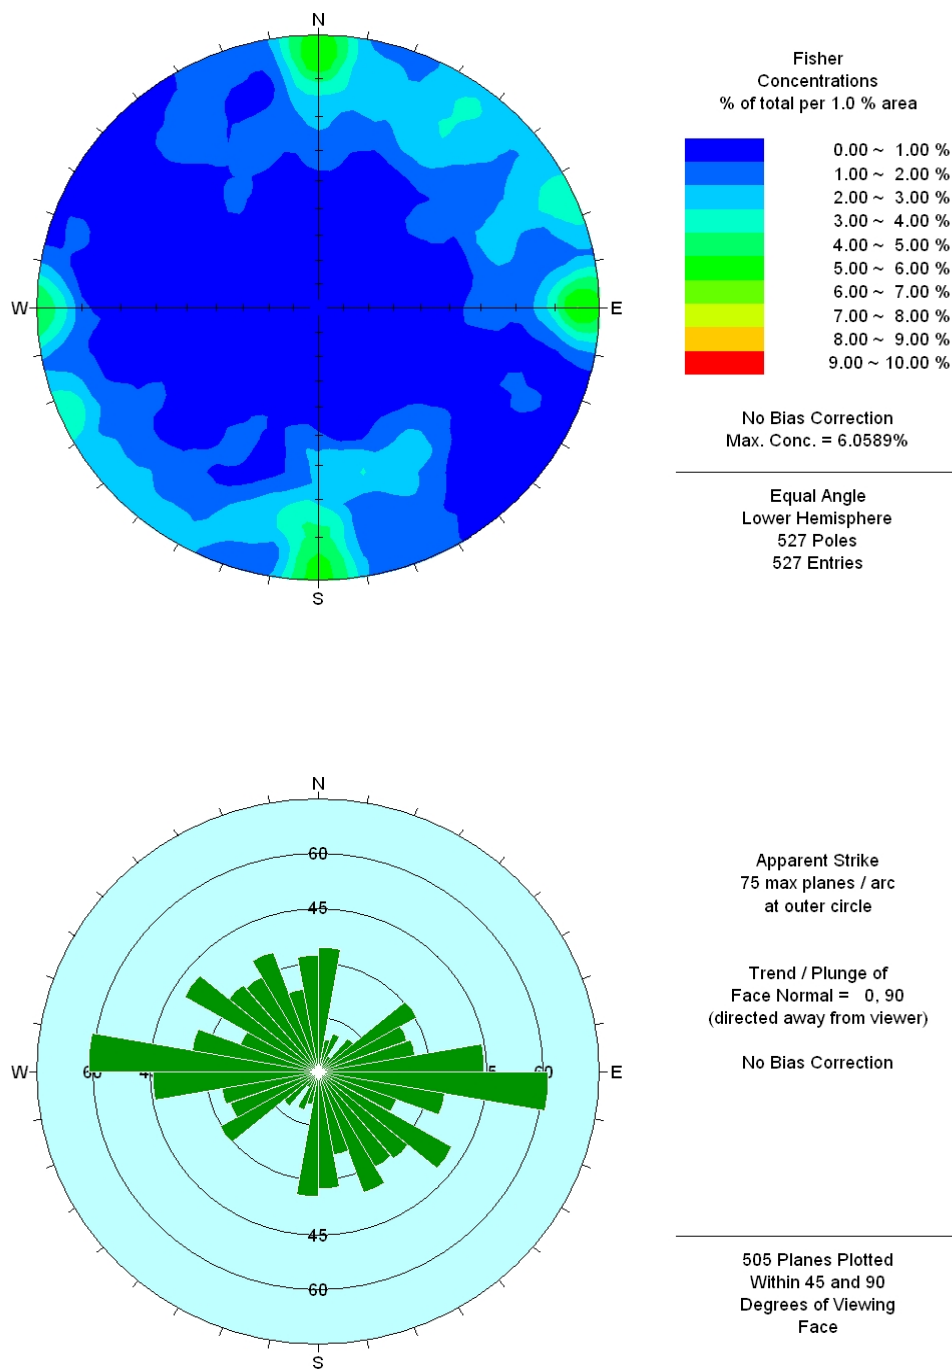 N
W
E
S
Fisher
Concentrations
% of total per 1.0 % area
0.00 ~ 1.00 %
1.00 ~ 2.00 %
2.00 ~ 3.00 %
3.00 ~ 4.00 %
4.00 ~ 5.00 %
5.00 ~ 6.00 %
6.00 ~ 7.00 %
7.00 ~ 8.00 %
8.00 ~ 9.00 %
9.00 ~ 10.00 %
No Bias Correction
Max. Conc. = 6.0589%
Equal Angle
Lower Hemisphere
527 Poles
527 Entries
N
60
45
W
60
E
45
60
S
Apparent Strike
75 max planes / arc
at outer circle
Trend / Plunge of
Face Normal = 0, 90
(directed away from viewer)
No Bias Correction
505 Planes Plotted
Within 45 and 90
Degrees of Viewing
Face